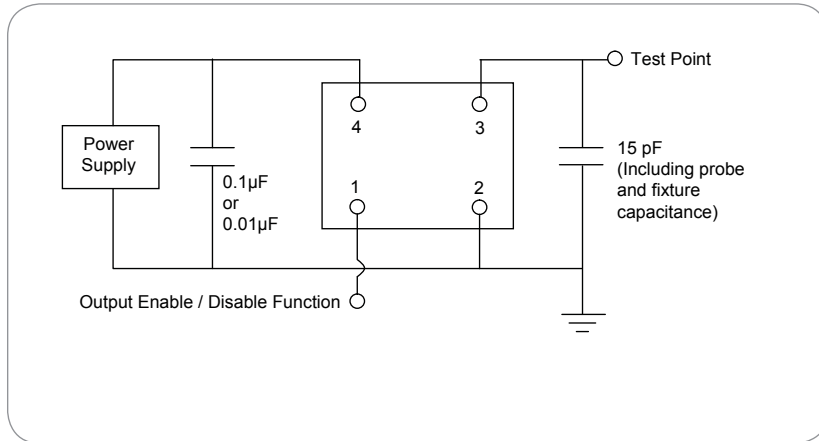 Test Point
4
3
Power
Supply
15 pF
(Including probe
and fixture
capacitance)
0.1µF
or
0.01µF
1
2
Output Enable / Disable Function